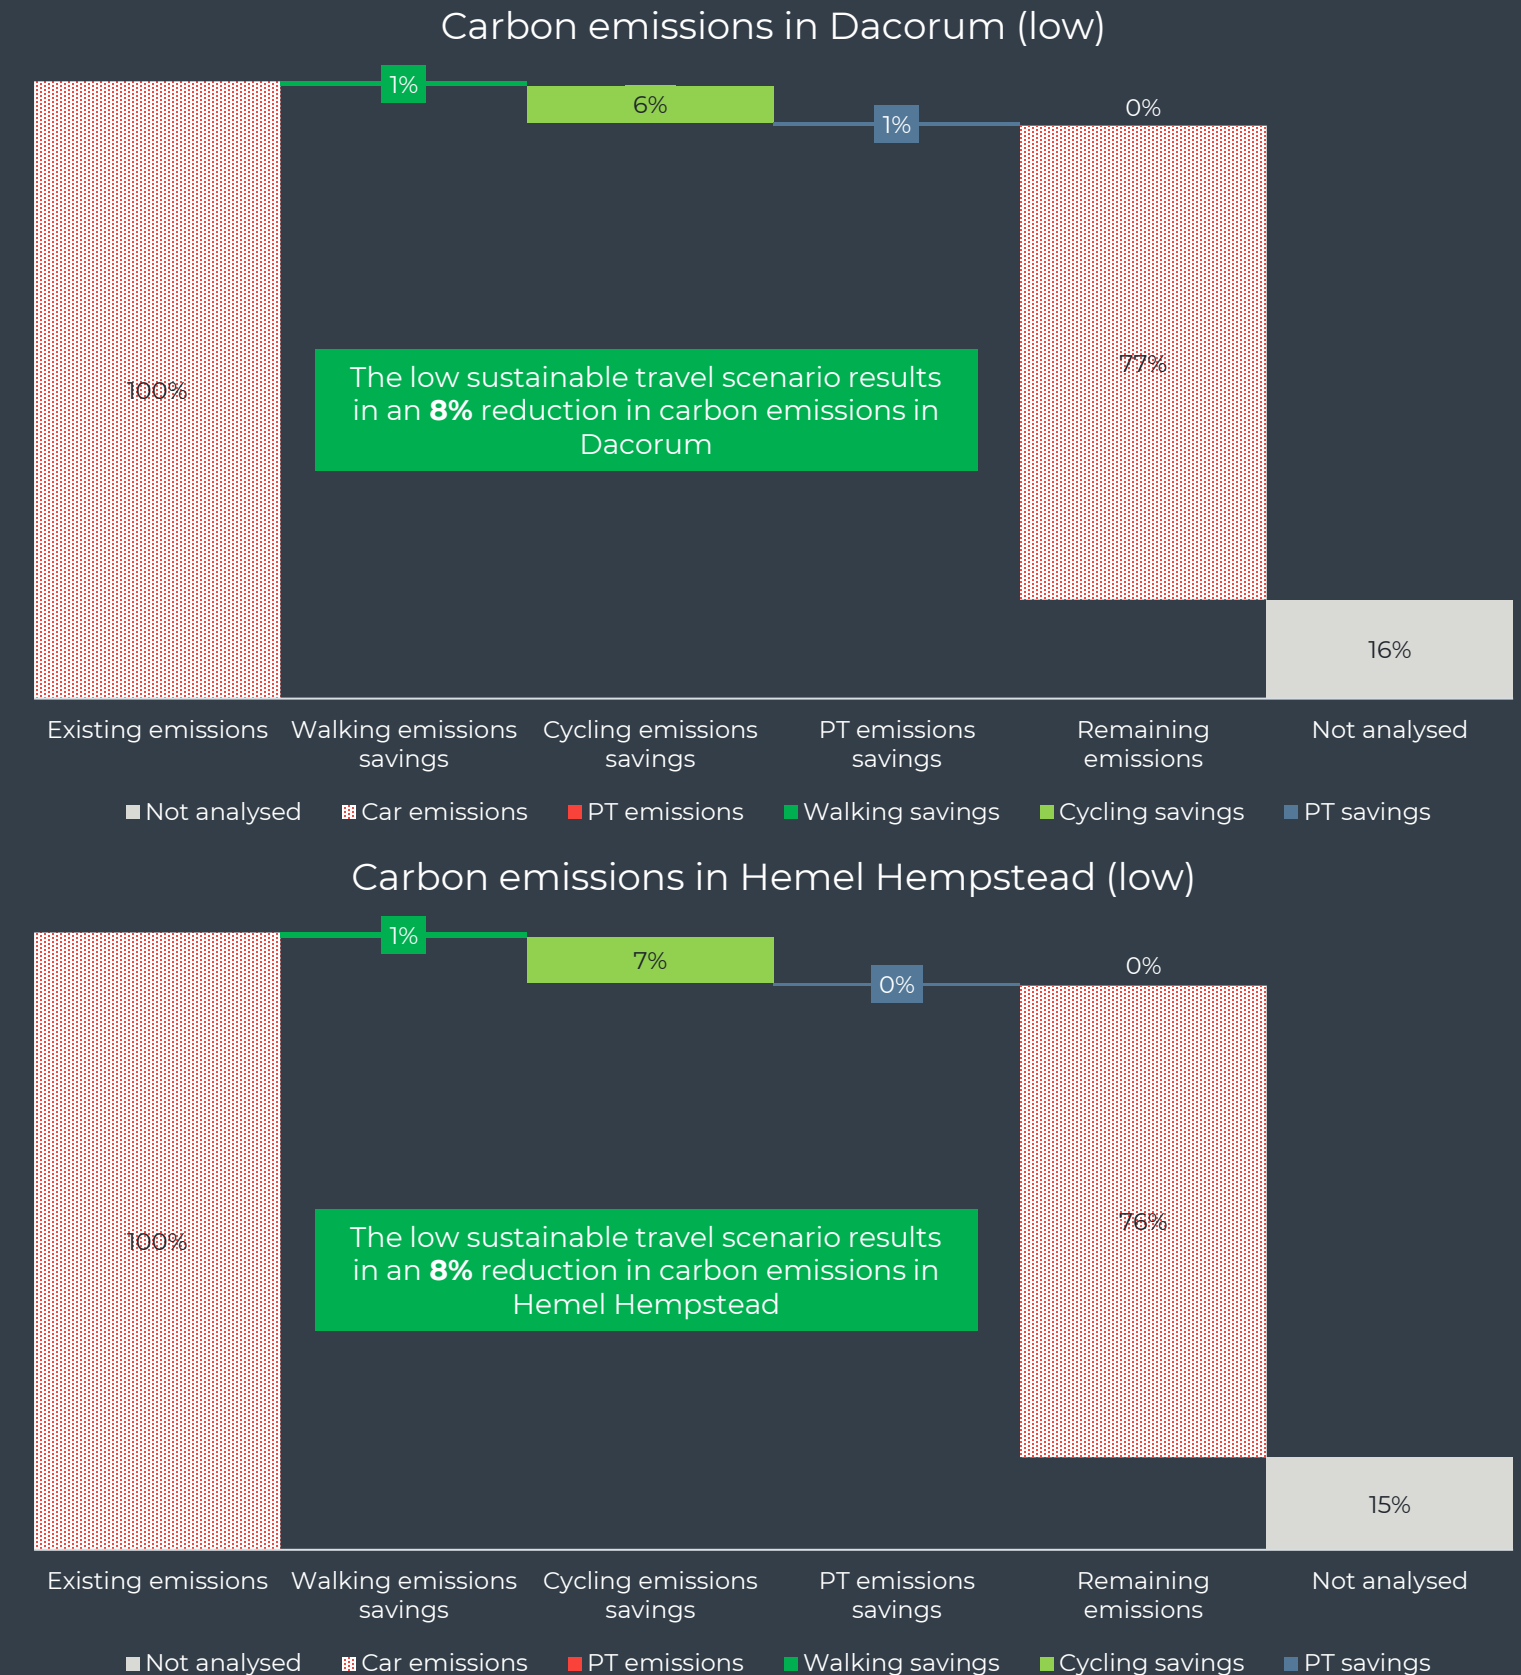 Carbon emissions in Dacorum (low)
1%
6%
1%
0%
100%
77%
The low sustainable travel scenario results
in an 8% reduction in carbon emissions in
Dacorum
16%
Existing emissions
Walking emissions
savings
Cycling emissions
savings
PT emissions
savings
Remaining
emissions
Not analysed
Not analysed
Car emissions
PT emissions
Walking savings
Cycling savings
PT savings
Carbon emissions in Hemel Hempstead (low)
1%
7%
0%
0%
100%
76%
The low sustainable travel scenario results
in an 8% reduction in carbon emissions in
Hemel Hempstead
15%
Existing emissions
Walking emissions
savings
Cycling emissions
savings
PT emissions
savings
Remaining
emissions
Not analysed
Not analysed
Car emissions
PT emissions
Walking savings
Cycling savings
PT savings